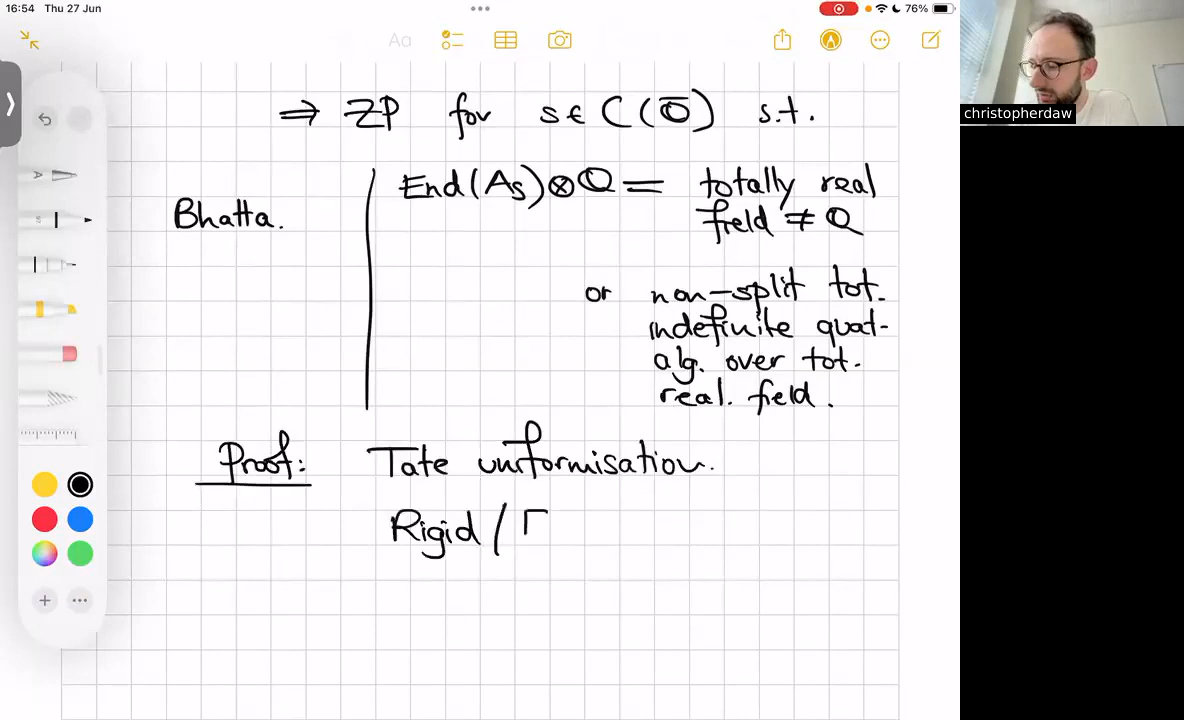 16:54 Thu 27 Jun
76%
Aa
⇒ ZP for s ∈ C(Q̄) s.t.
Bhatta.
End(As)⊗Q = totally real
field ≠ Q
or non-split tot.
indefinite quat-
alg. over tot.
real. field.
Proof: Tate uniformisation.
Rigid /
christopherdaw